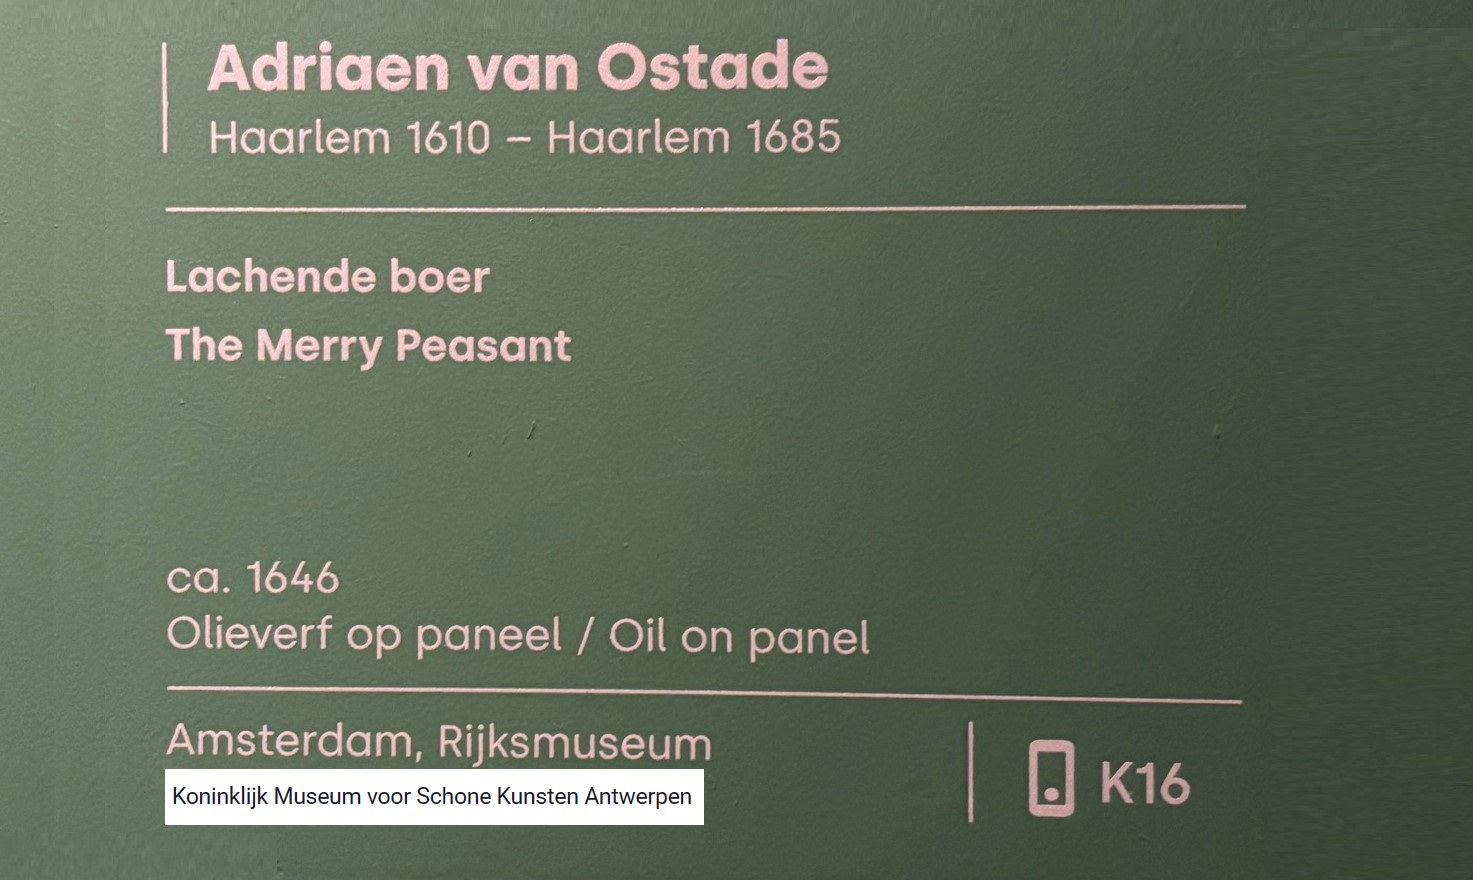 Adriaen van Ostade
Haarlem 1610 – Haarlem 1685
Lachende boer
The Merry Peasant
ca. 1646
Olieverf op paneel / Oil on panel
Amsterdam, Rijksmuseum
Koninklijk Museum voor Schone Kunsten Antwerpen
K16